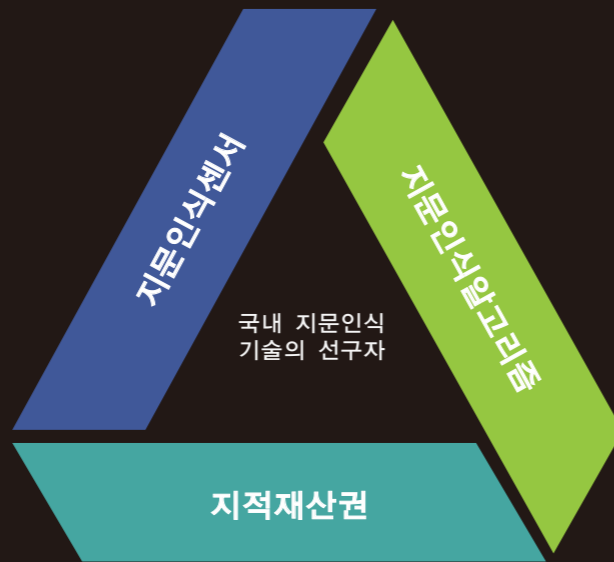 지문인식센서
지문인식알고리즘
국내 지문인식
기술의 선구자
지적재산권